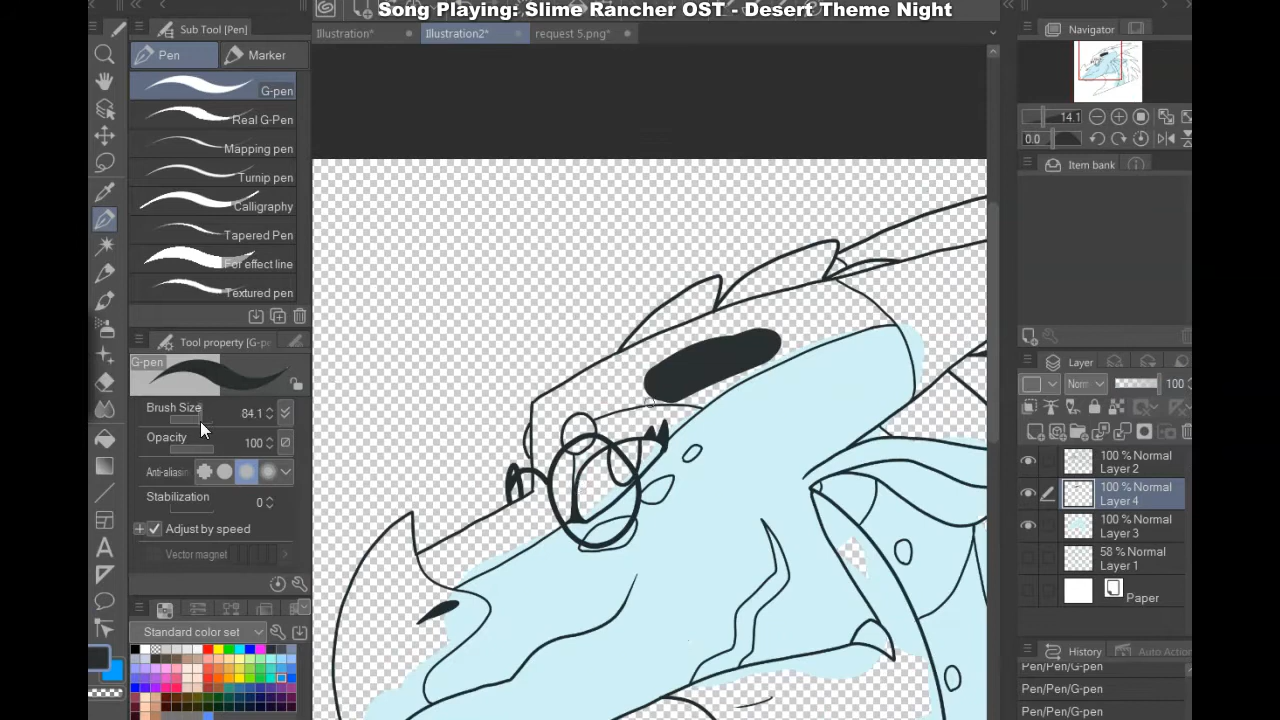 Song Playing: Slime Rancher OST - Desert Theme Night
Sub Tool [Pen]
Pen
Marker
G-pen
Real G-Pen
Mapping pen
Turnip pen
Calligraphy
Tapered Pen
For effect line
Textured pen
Tool property [G-pe
G-pen
Brush Size
84.1
Opacity
100
Anti-aliasin
Stabilization
0
Adjust by speed
Vector magnet
Standard color set
Illustration*
Illustration2*
request 5.png*
Navigator
14.1
0.0
Item bank
Layer
Norm
100
100 % Normal
Layer 2
100 % Normal
Layer 4
100 % Normal
Layer 3
58 % Normal
Layer 1
Paper
History
Auto Action
Pen/Pen/G-pen
Pen/Pen/G-pen
Pen/Pen/G-pen